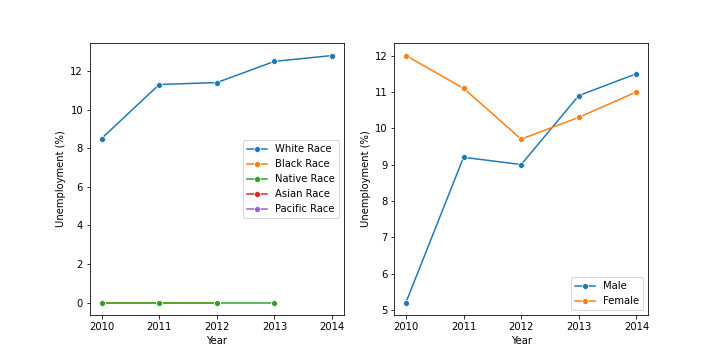 12
10
8
6
4
2
0
Unemployment (%)
2010 2011 2012 2013 2014
Year
White Race
Black Race
Native Race
Asian Race
Pacific Race
12
11
10
9
8
7
6
5
Unemployment (%)
2010 2011 2012 2013 2014
Year
Male
Female